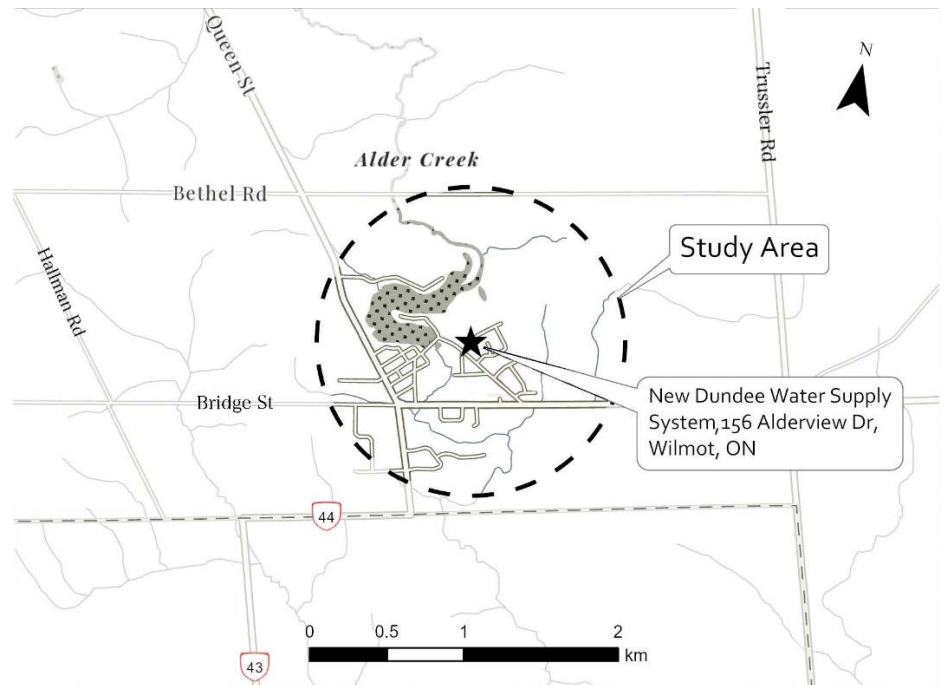 Queen St
Trussler Rd
N
Alder Creek
Bethel Rd
Hallman Rd
Study Area
Bridge St
New Dundee Water Supply
System,156 Alderview Dr,
Wilmot, ON
44
43
0 0.5 1 2
km